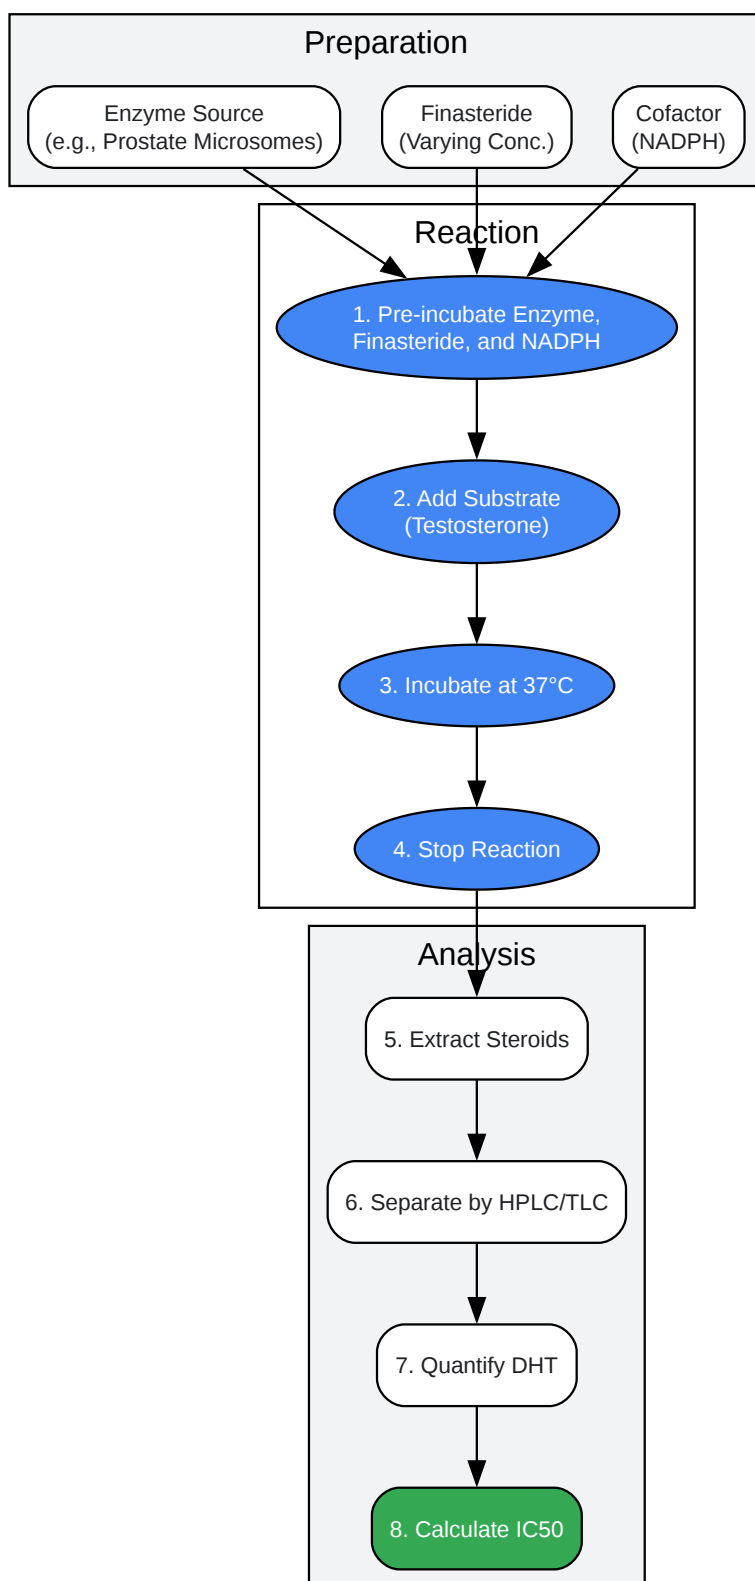 Preparation
Enzyme Source
(e.g., Prostate Microsomes)
Finasteride
(Varying Conc.)
Cofactor
(NADPH)
Reaction
1. Pre-incubate Enzyme,
Finasteride, and NADPH
2. Add Substrate
(Testosterone)
3. Incubate at 37°C
4. Stop Reaction
Analysis
5. Extract Steroids
6. Separate by HPLC/TLC
7. Quantify DHT
8. Calculate IC50